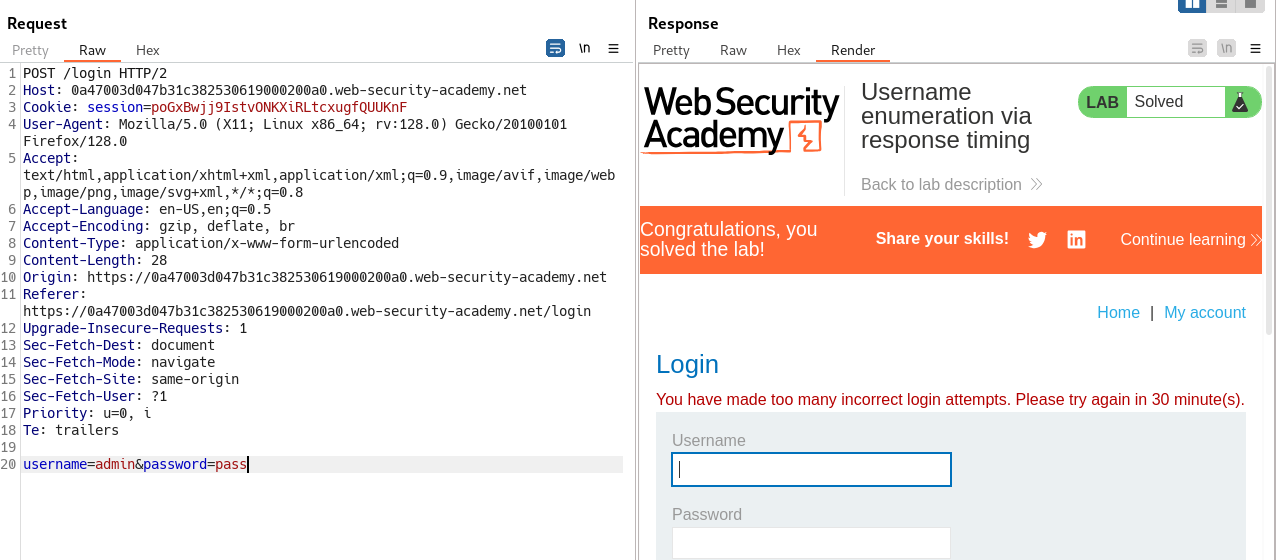 Request
Pretty Raw Hex \n
1 POST /login HTTP/2
2 Host: 0a47003d047b31c382530619000200a0.web-security-academy.net
3 Cookie: session=poGxBwjj9IstvONKXiRLtcxugfQUUKnF
4 User-Agent: Mozilla/5.0 (X11; Linux x86_64; rv:128.0) Gecko/20100101
Firefox/128.0
5 Accept:
text/html,application/xhtml+xml,application/xml;q=0.9,image/avif,image/web
p,image/png,image/svg+xml,*/*;q=0.8
6 Accept-Language: en-US,en;q=0.5
7 Accept-Encoding: gzip, deflate, br
8 Content-Type: application/x-www-form-urlencoded
9 Content-Length: 28
10 Origin: https://0a47003d047b31c382530619000200a0.web-security-academy.net
11 Referer:
https://0a47003d047b31c382530619000200a0.web-security-academy.net/login
12 Upgrade-Insecure-Requests: 1
13 Sec-Fetch-Dest: document
14 Sec-Fetch-Mode: navigate
15 Sec-Fetch-Site: same-origin
16 Sec-Fetch-User: ?1
17 Priority: u=0, i
18 Te: trailers
19
20 username=admin&password=pass
Response
Pretty Raw Hex Render \n
Web Security
Academy
Username
enumeration via
response timing
LAB Solved
Back to lab description
Congratulations, you
solved the lab!
Share your skills!
Continue learning
Home | My account
Login
You have made too many incorrect login attempts. Please try again in 30 minute(s).
Username
Password